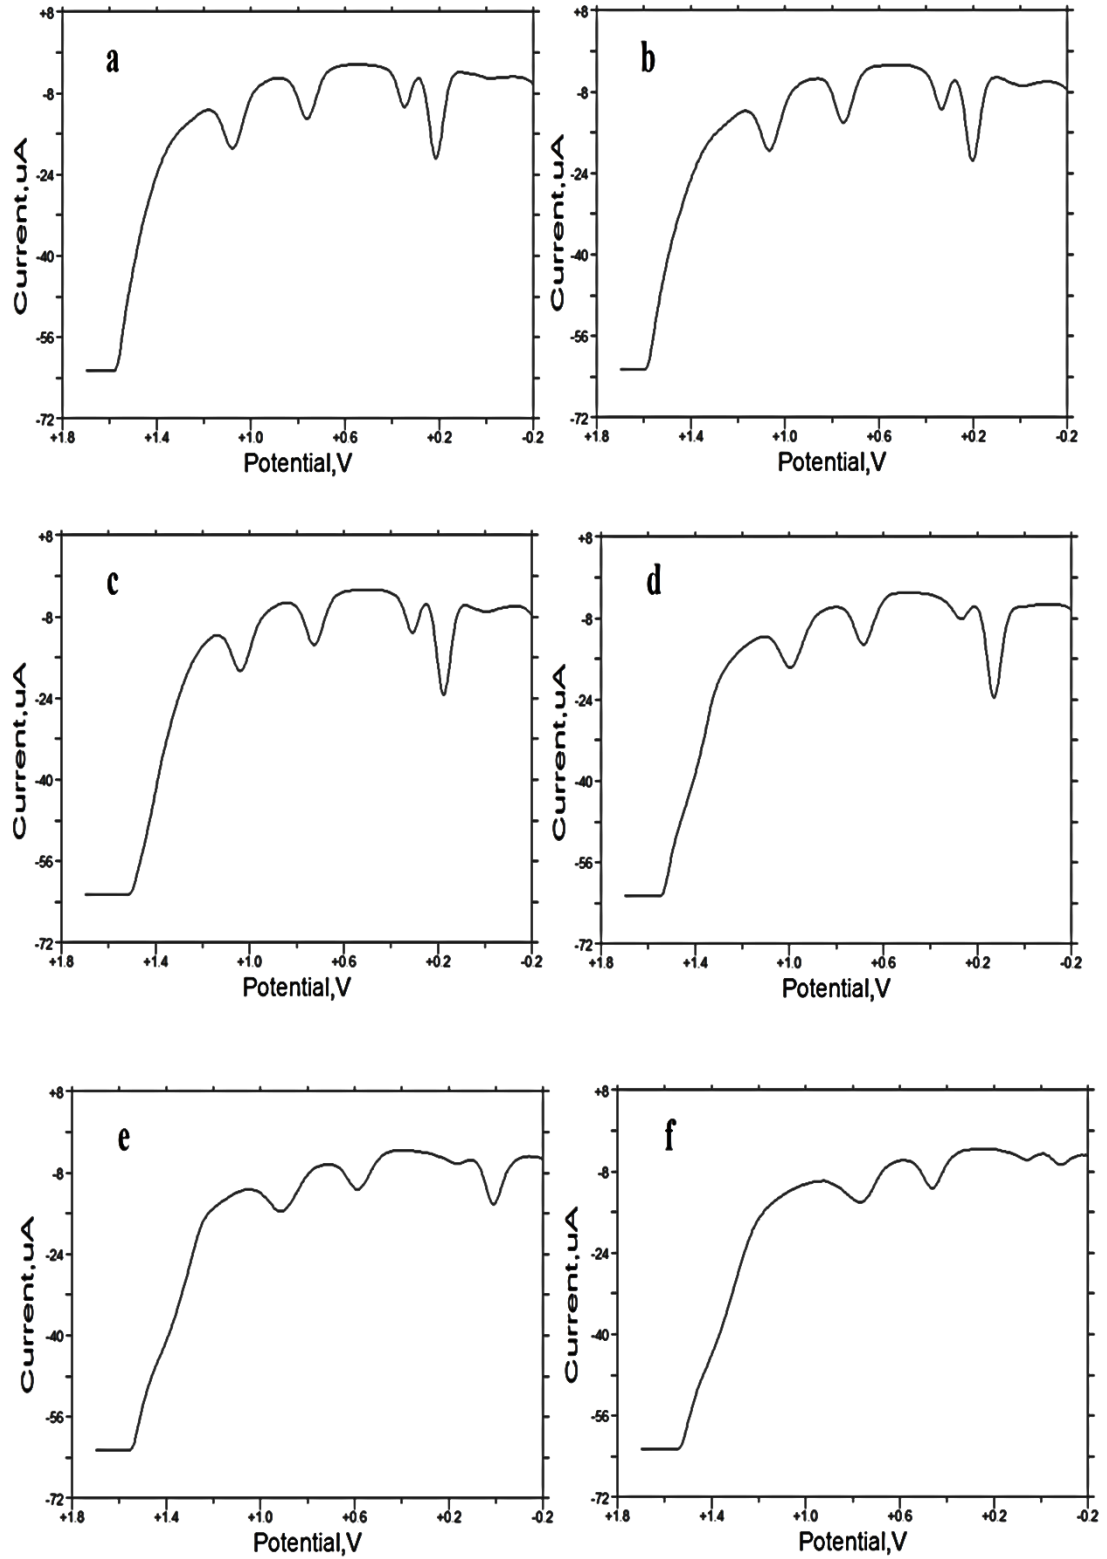 a
+8
-8
-24
-40
-56
-72
+1.8 +1.4 +1.0 +0.6 +0.2 -0.2
Current,uA
Potential,V
b
+8
-8
-24
-40
-56
-72
+1.8 +1.4 +1.0 +0.6 +0.2 -0.2
Current,uA
Potential,V
c
+8
-8
-24
-40
-56
-72
+1.8 +1.4 +1.0 +0.6 +0.2 -0.2
Current,uA
Potential,V
d
+8
-8
-24
-40
-56
-72
+1.8 +1.4 +1.0 +0.6 +0.2 -0.2
Current,uA
Potential,V
e
+8
-8
-24
-40
-56
-72
+1.8 +1.4 +1.0 +0.6 +0.2 -0.2
Current,uA
Potential,V
f
+8
-8
-24
-40
-56
-72
+1.8 +1.4 +1.0 +0.6 +0.2 -0.2
Current,uA
Potential,V